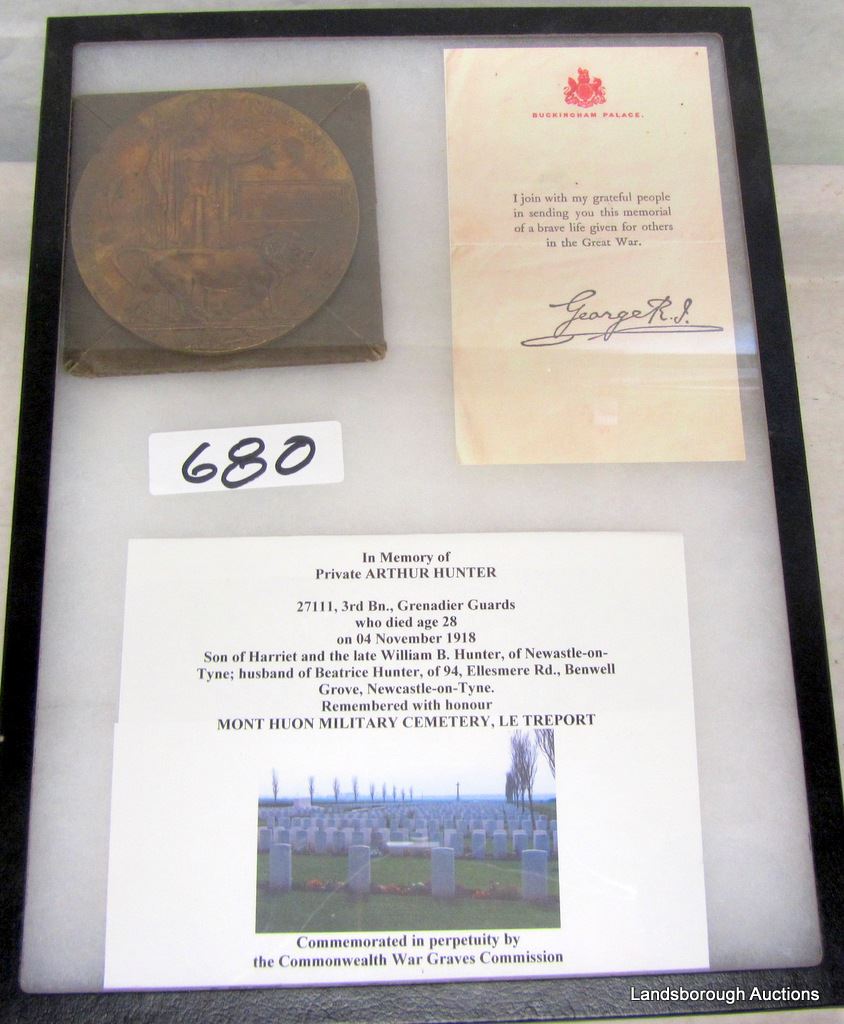 BUCKINGHAM PALACE.
I join with my grateful people
in sending you this memorial
of a brave life given for others
in the Great War.
George R.I.
680
In Memory of
Private ARTHUR HUNTER
27111, 3rd Bn., Grenadier Guards
who died age 28
on 04 November 1918
Son of Harriet and the late William B. Hunter, of Newastle-on-
Tyne; husband of Beatrice Hunter, of 94, Ellesmere Rd., Benwell
Grove, Newcastle-on-Tyne.
Remembered with honour
MONT HUON MILITARY CEMETERY, LE TREPORT
Commemorated in perpetuity by
the Commonwealth War Graves Commission
Landsborough Auctions